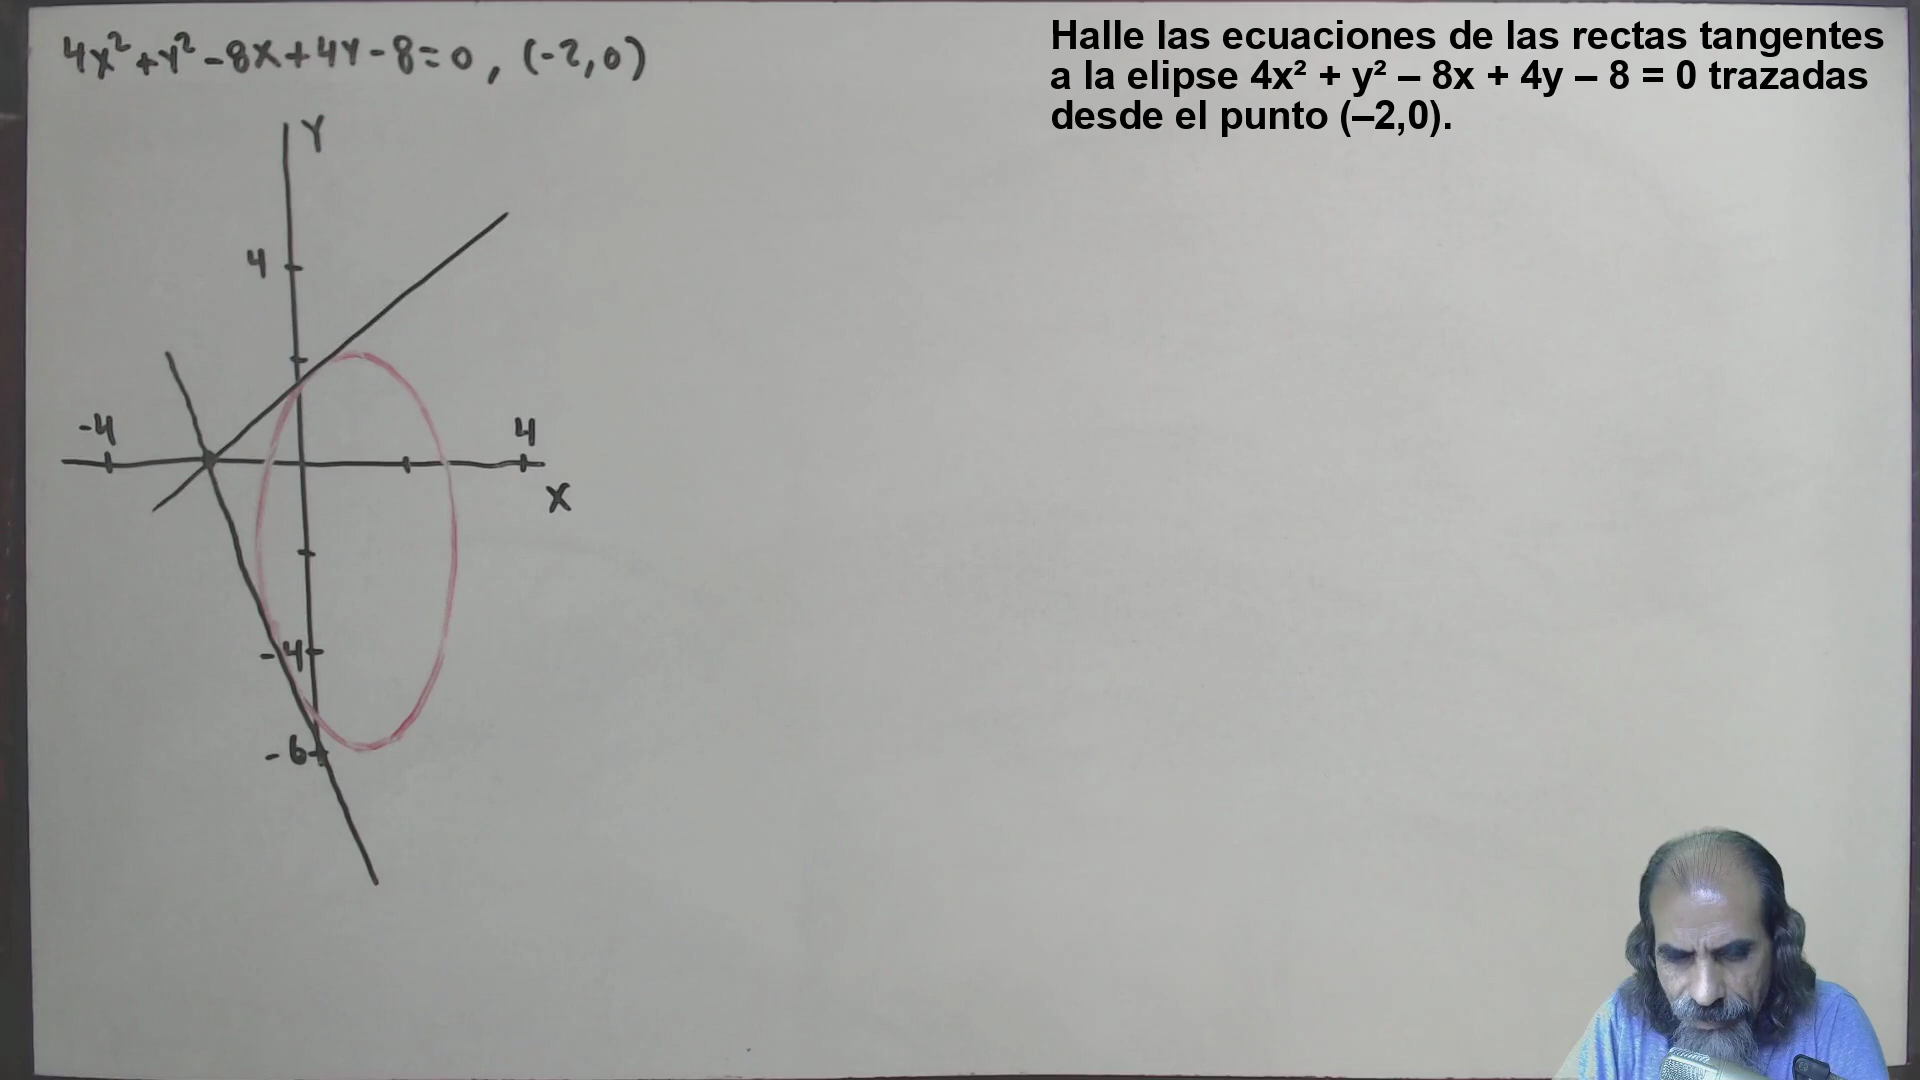 4x² + y² - 8x + 4y - 8 = 0, (-2,0)
Halle las ecuaciones de las rectas tangentes
a la elipse 4x² + y² – 8x + 4y – 8 = 0 trazadas
desde el punto (–2,0).
Y
4
-4
4
X
-4
-6